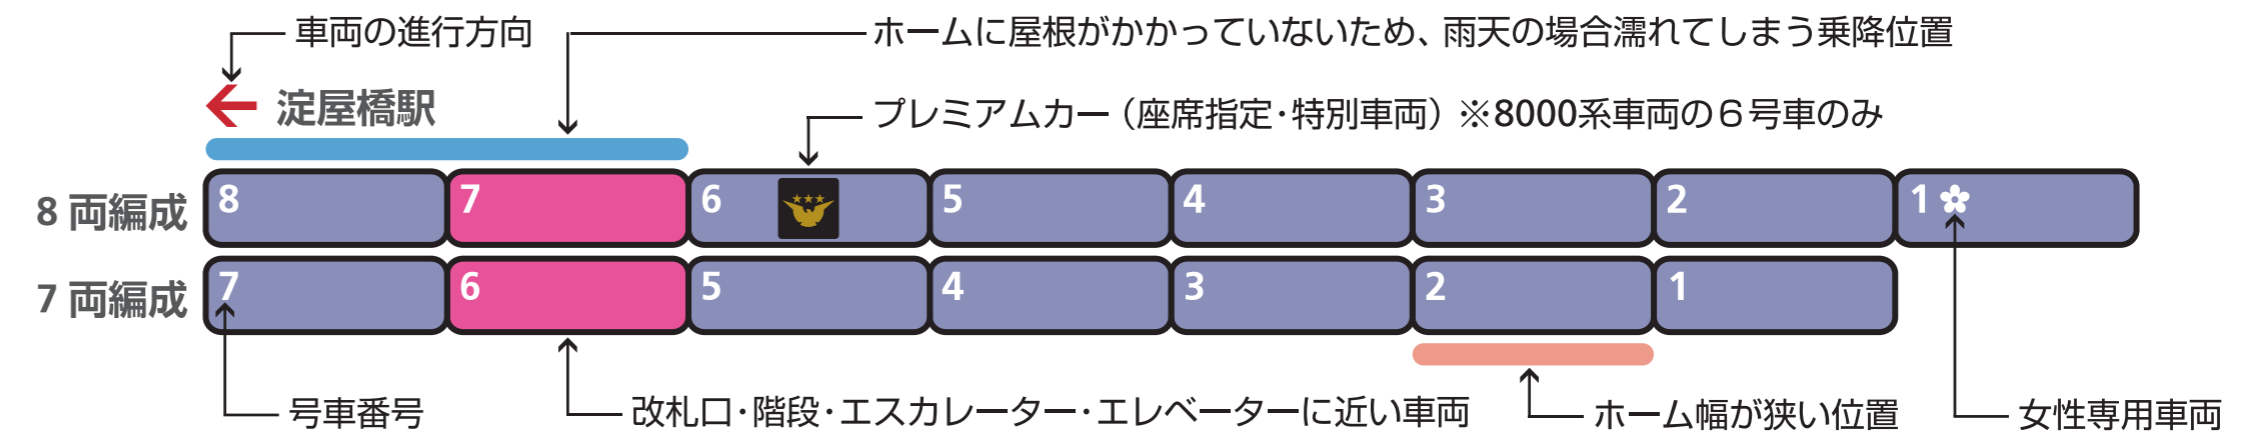 車両の進行方向
ホームに屋根がかかっていないため、雨天の場合濡れてしまう乗降位置
← 淀屋橋駅
プレミアムカー（座席指定・特別車両）※8000系車両の６号車のみ
8 両編成 8 7 6 5 4 3 2 1
7 両編成 7 6 5 4 3 2 1
号車番号
改札口・階段・エスカレーター・エレベーターに近い車両
ホーム幅が狭い位置
女性専用車両